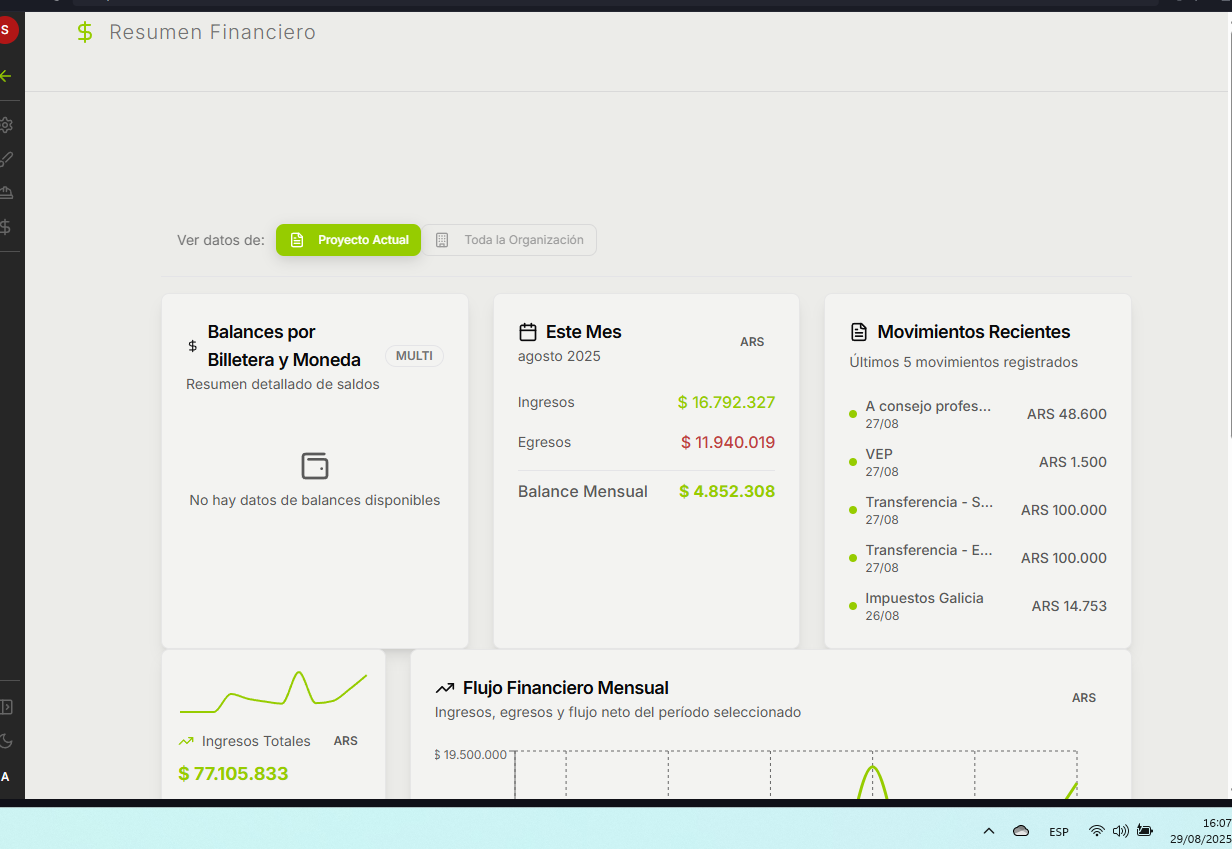 S
Resumen Financiero
Ver datos de:
Proyecto Actual
Toda la Organización
$
Balances por
Billetera y Moneda
MULTI
Resumen detallado de saldos
No hay datos de balances disponibles
Este Mes
agosto 2025
ARS
Ingresos
$ 16.792.327
Egresos
$ 11.940.019
Balance Mensual
$ 4.852.308
Movimientos Recientes
Últimos 5 movimientos registrados
A consejo profes...
27/08
ARS 48.600
VEP
27/08
ARS 1.500
Transferencia - S...
27/08
ARS 100.000
Transferencia - E...
27/08
ARS 100.000
Impuestos Galicia
26/08
ARS 14.753
Ingresos Totales
ARS
$ 77.105.833
Flujo Financiero Mensual
Ingresos, egresos y flujo neto del período seleccionado
ARS
$ 19.500.000
A
ESP
16:07
29/08/2025